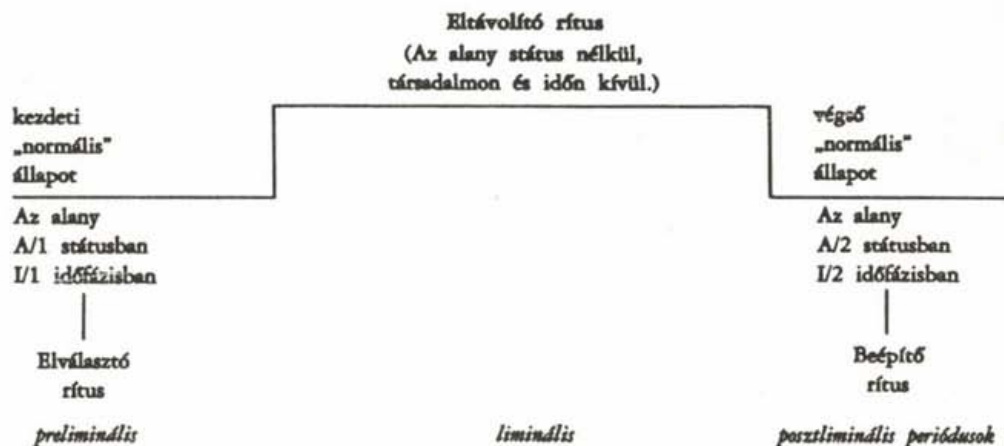 Eltávolító rítus
(Az alany státus nélkül,
társadalmon és időn kívül.)
kezdeti
„normális”
állapot
végső
„normális”
állapot
Az alany
A/1 státusban
I/1 időfázisban
Az alany
A/2 státusban
I/2 időfázisban
Elválasztó
rítus
Beépítő
rítus
preliminális liminális posztliminális periódusok